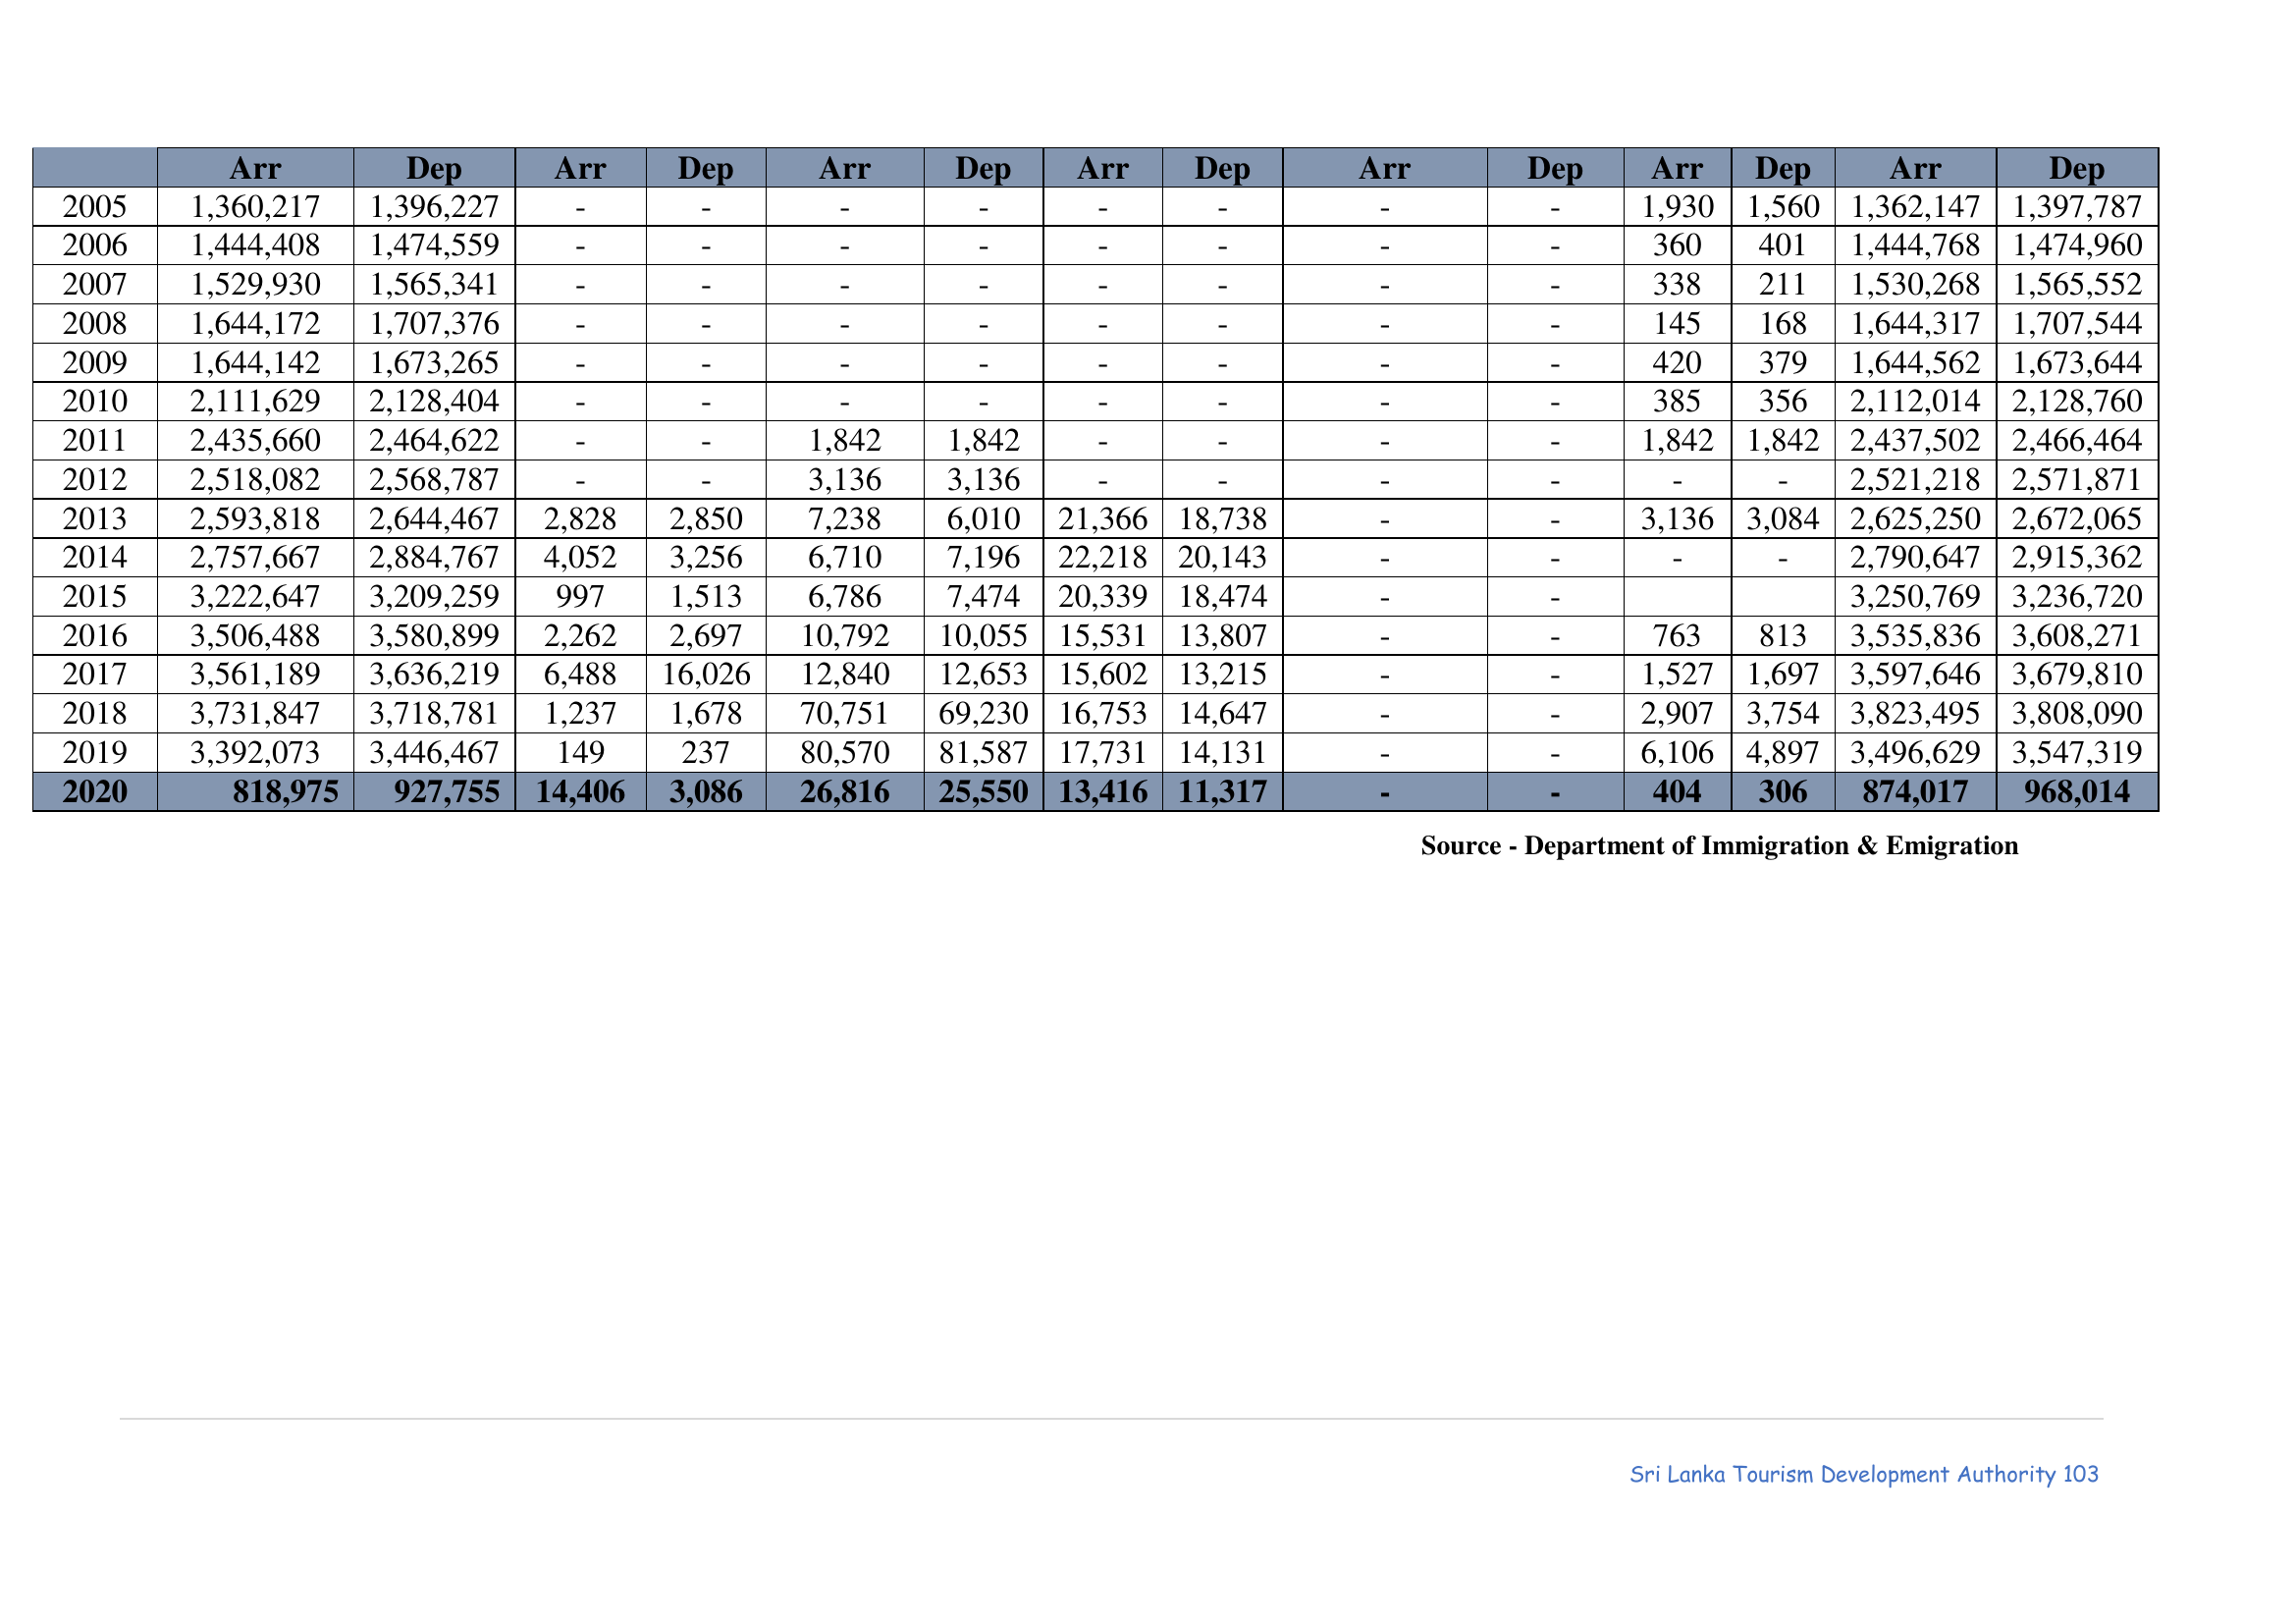 Arr Dep Arr Dep Arr Dep Arr Dep Arr Dep Arr Dep Arr Dep
2005 1,360,217 1,396,227 - - - - - - - - 1,930 1,560 1,362,147 1,397,787
2006 1,444,408 1,474,559 - - - - - - - - 360 401 1,444,768 1,474,960
2007 1,529,930 1,565,341 - - - - - - - - 338 211 1,530,268 1,565,552
2008 1,644,172 1,707,376 - - - - - - - - 145 168 1,644,317 1,707,544
2009 1,644,142 1,673,265 - - - - - - - - 420 379 1,644,562 1,673,644
2010 2,111,629 2,128,404 - - - - - - - - 385 356 2,112,014 2,128,760
2011 2,435,660 2,464,622 - - 1,842 1,842 - - - - 1,842 1,842 2,437,502 2,466,464
2012 2,518,082 2,568,787 - - 3,136 3,136 - - - - - - 2,521,218 2,571,871
2013 2,593,818 2,644,467 2,828 2,850 7,238 6,010 21,366 18,738 - - 3,136 3,084 2,625,250 2,672,065
2014 2,757,667 2,884,767 4,052 3,256 6,710 7,196 22,218 20,143 - - - - 2,790,647 2,915,362
2015 3,222,647 3,209,259 997 1,513 6,786 7,474 20,339 18,474 - - 3,250,769 3,236,720
2016 3,506,488 3,580,899 2,262 2,697 10,792 10,055 15,531 13,807 - - 763 813 3,535,836 3,608,271
2017 3,561,189 3,636,219 6,488 16,026 12,840 12,653 15,602 13,215 - - 1,527 1,697 3,597,646 3,679,810
2018 3,731,847 3,718,781 1,237 1,678 70,751 69,230 16,753 14,647 - - 2,907 3,754 3,823,495 3,808,090
2019 3,392,073 3,446,467 149 237 80,570 81,587 17,731 14,131 - - 6,106 4,897 3,496,629 3,547,319
2020 818,975 927,755 14,406 3,086 26,816 25,550 13,416 11,317 - - 404 306 874,017 968,014
Source - Department of Immigration & Emigration
Sri Lanka Tourism Development Authority 103